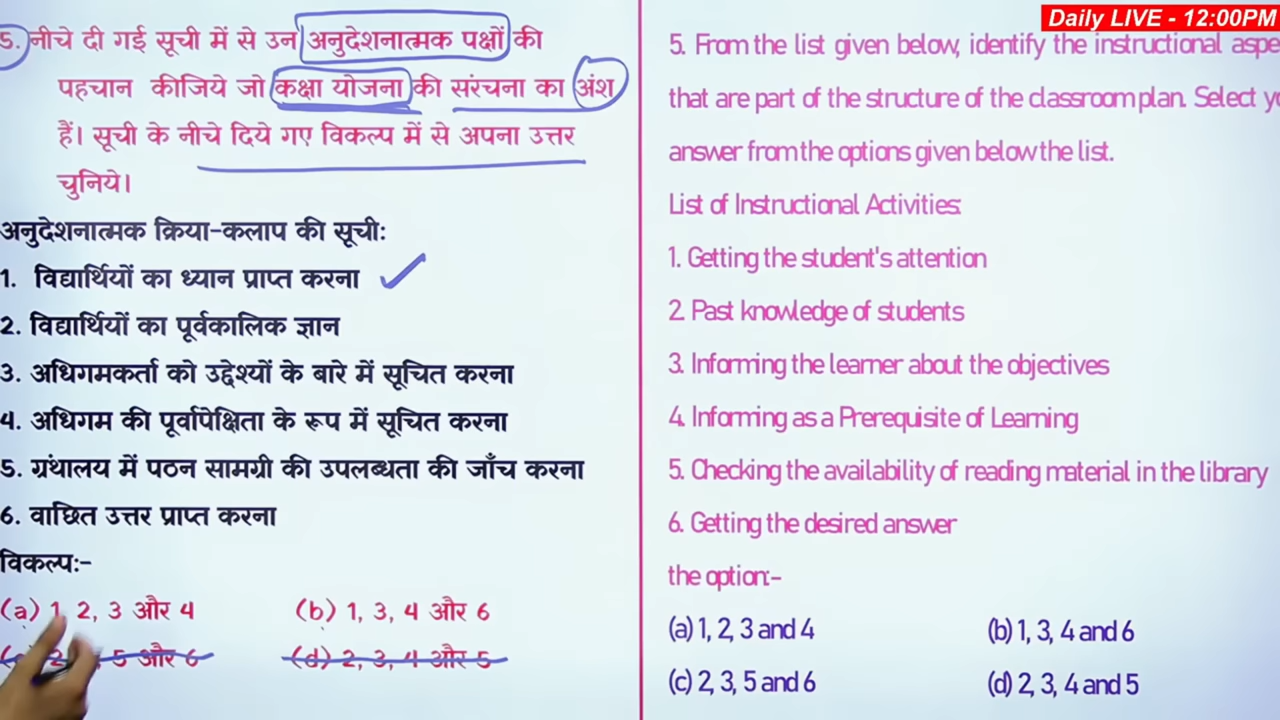 Daily LIVE - 12:00PM
5. नीचे दी गई सूची में से उन अनुदेशनात्मक पक्षों की
पहचान कीजिये जो कक्षा योजना की सरंचना का अंश
हैं। सूची के नीचे दिये गए विकल्प में से अपना उत्तर
चुनिये।
अनुदेशनात्मक क्रिया-कलाप की सूची:
1. विद्यार्थियों का ध्यान प्राप्त करना
2. विद्यार्थियों का पूर्वकालिक ज्ञान
3. अधिगमकर्ता को उद्देश्यों के बारे में सूचित करना
4. अधिगम की पूर्वापेक्षिता के रूप में सूचित करना
5. ग्रंथालय में पठन सामग्री की उपलब्धता की जाँच करना
6. वाछित उत्तर प्राप्त करना
विकल्प:-
(a) 1, 2, 3 और 4 (b) 1, 3, 4 और 6
5 और 6 (d) 2, 3, 4 और 5
5. From the list given below, identify the instructional
that are part of the structure of the classroom plan. Select
answer from the options given below the list.
List of Instructional Activities:
1. Getting the student's attention
2. Past knowledge of students
3. Informing the learner about the objectives
4. Informing as a Prerequisite of Learning
5. Checking the availability of reading material in the library
6. Getting the desired answer
the option:-
(a) 1, 2, 3 and 4 (b) 1, 3, 4 and 6
(c) 2, 3, 5 and 6 (d) 2, 3, 4 and 5